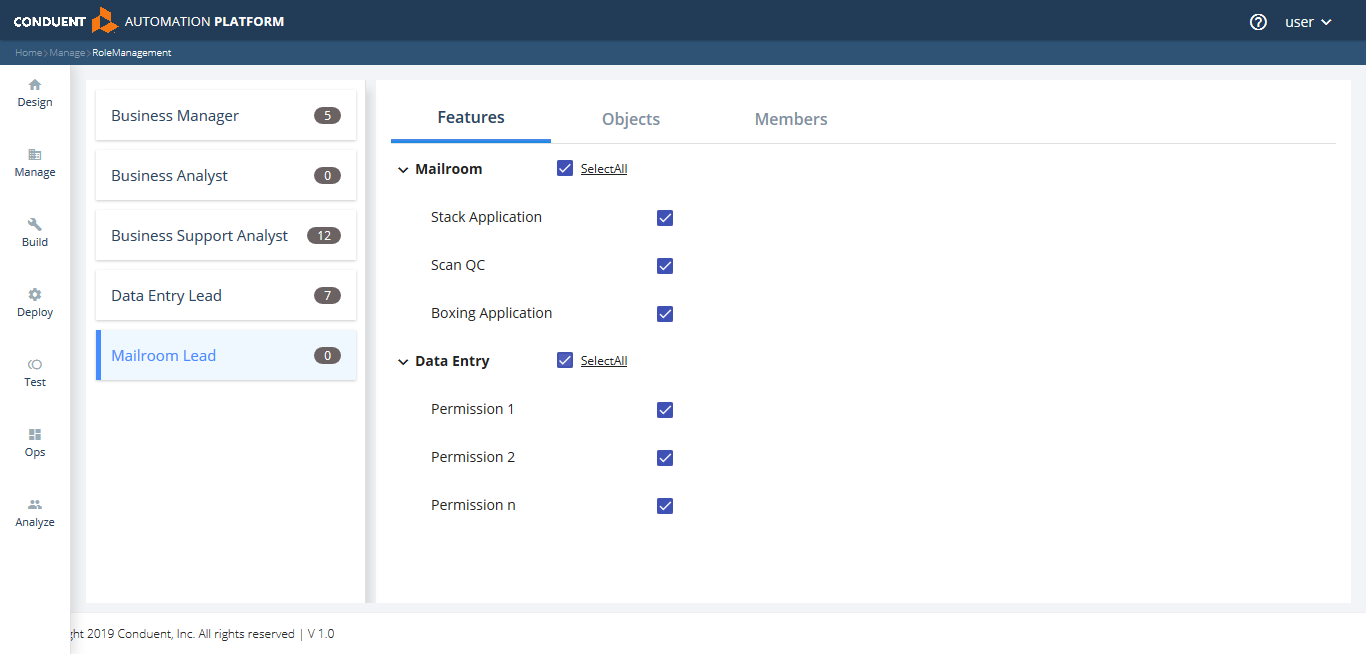 CONDUENT AUTOMATION PLATFORM
user
Home › Manage › RoleManagement
Design
Manage
Build
Deploy
Test
Ops
Analyze
Business Manager 5
Business Analyst 0
Business Support Analyst 12
Data Entry Lead 7
Mailroom Lead 0
Features Objects Members
Mailroom SelectAll
Stack Application
Scan QC
Boxing Application
Data Entry SelectAll
Permission 1
Permission 2
Permission n
2019 Conduent, Inc. All rights reserved | V 1.0